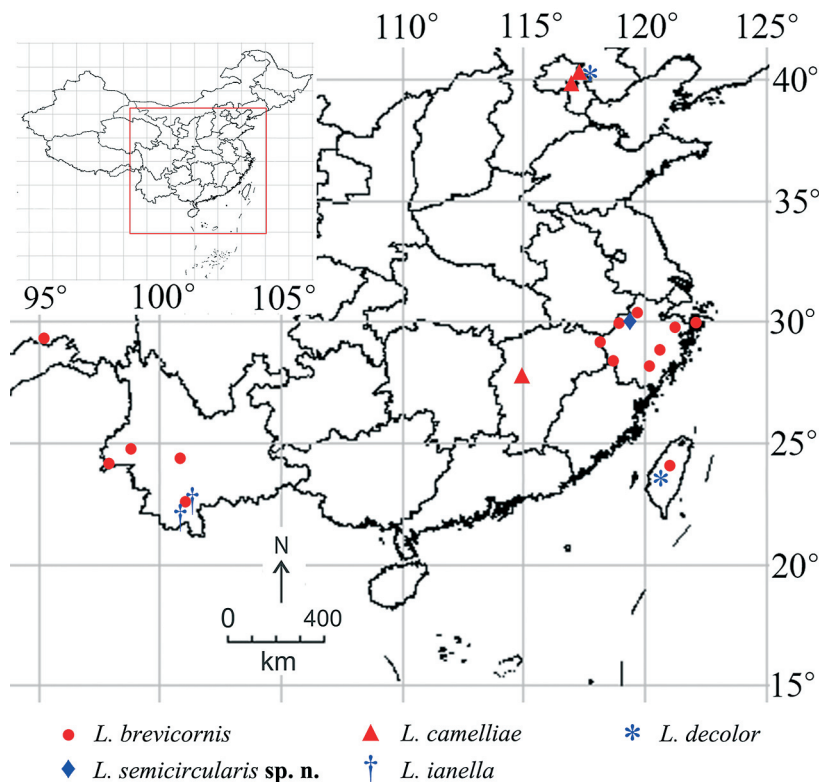 110° 115° 120° 125°
40°
35°
95° 100° 105°
30°
25°
N
20°
0 400
km
15°
L. brevicornis L. camelliae L. decolor
L. semicircularis sp. n. L. ianella